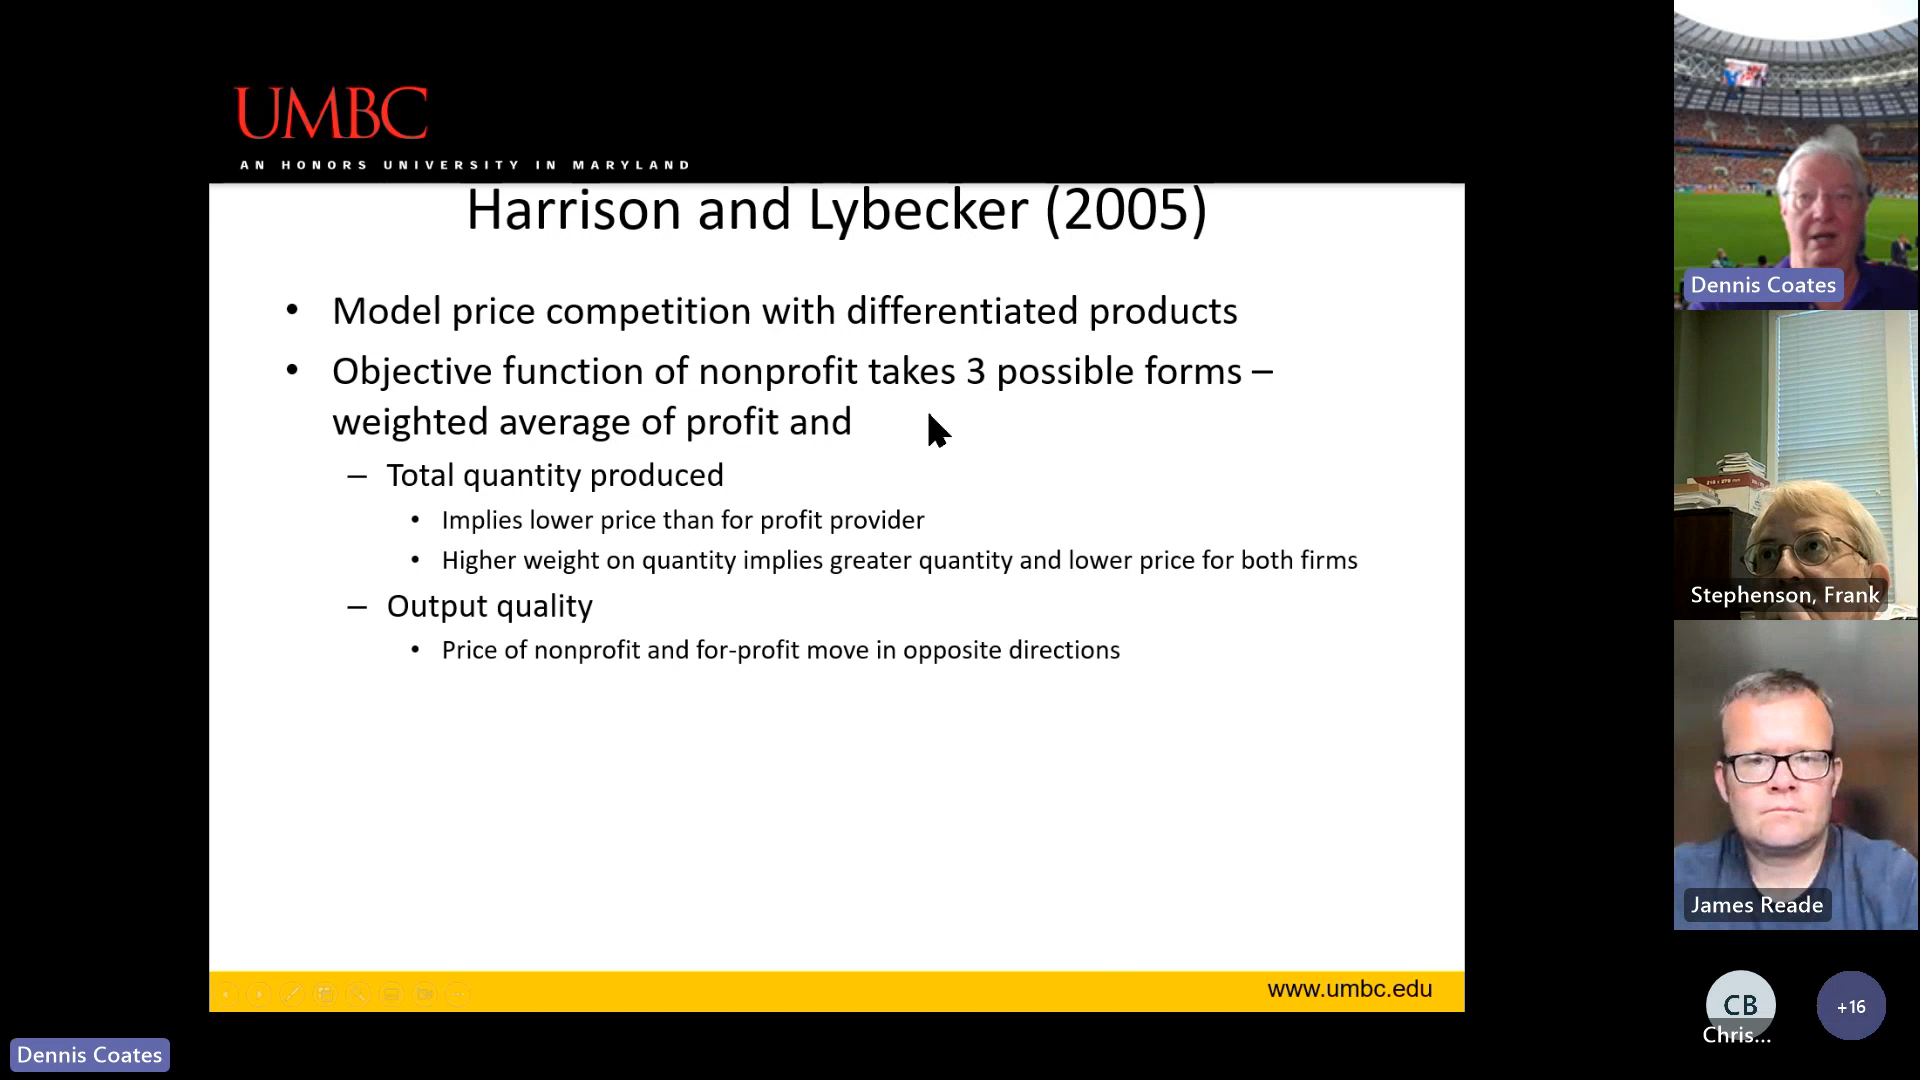 UMBC
AN HONORS UNIVERSITY IN MARYLAND
Harrison and Lybecker (2005)
• Model price competition with differentiated products
• Objective function of nonprofit takes 3 possible forms –
weighted average of profit and
– Total quantity produced
• Implies lower price than for profit provider
• Higher weight on quantity implies greater quantity and lower price for both firms
– Output quality
• Price of nonprofit and for-profit move in opposite directions
www.umbc.edu
Dennis Coates
Dennis Coates
Stephenson, Frank
James Reade
CB
Chris...
+16